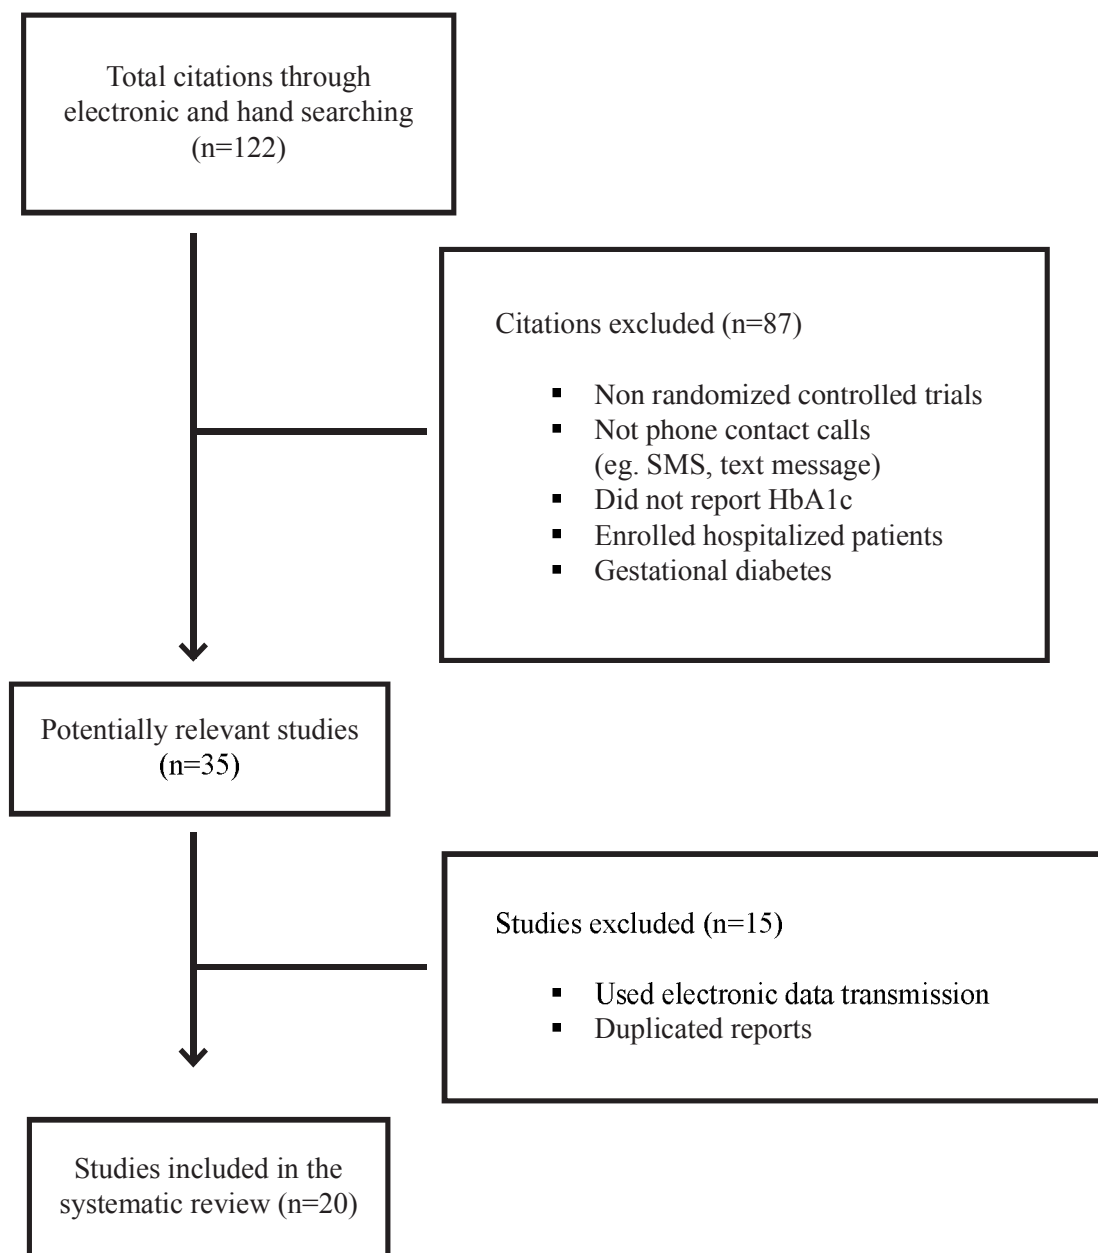 Total citations through
electronic and hand searching
(n=122)
Citations excluded (n=87)
▪ Non randomized controlled trials
▪ Not phone contact calls
(eg. SMS, text message)
▪ Did not report HbA1c
▪ Enrolled hospitalized patients
▪ Gestational diabetes
Potentially relevant studies
(n=35)
Studies excluded (n=15)
▪ Used electronic data transmission
▪ Duplicated reports
Studies included in the
systematic review (n=20)